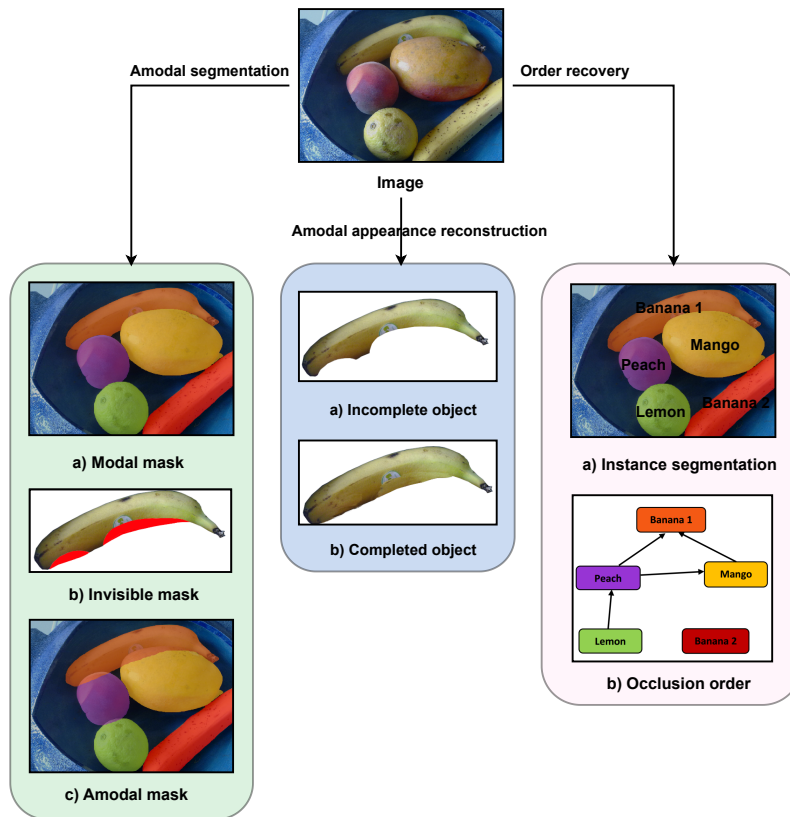 Amodal segmentation
Order recovery
Image
Amodal appearance reconstruction
a) Modal mask
b) Invisible mask
c) Amodal mask
a) Incomplete object
b) Completed object
Banana 1
Mango
Peach
Lemon
Banana 2
a) Instance segmentation
Banana 1
Peach
Mango
Lemon
Banana 2
b) Occlusion order